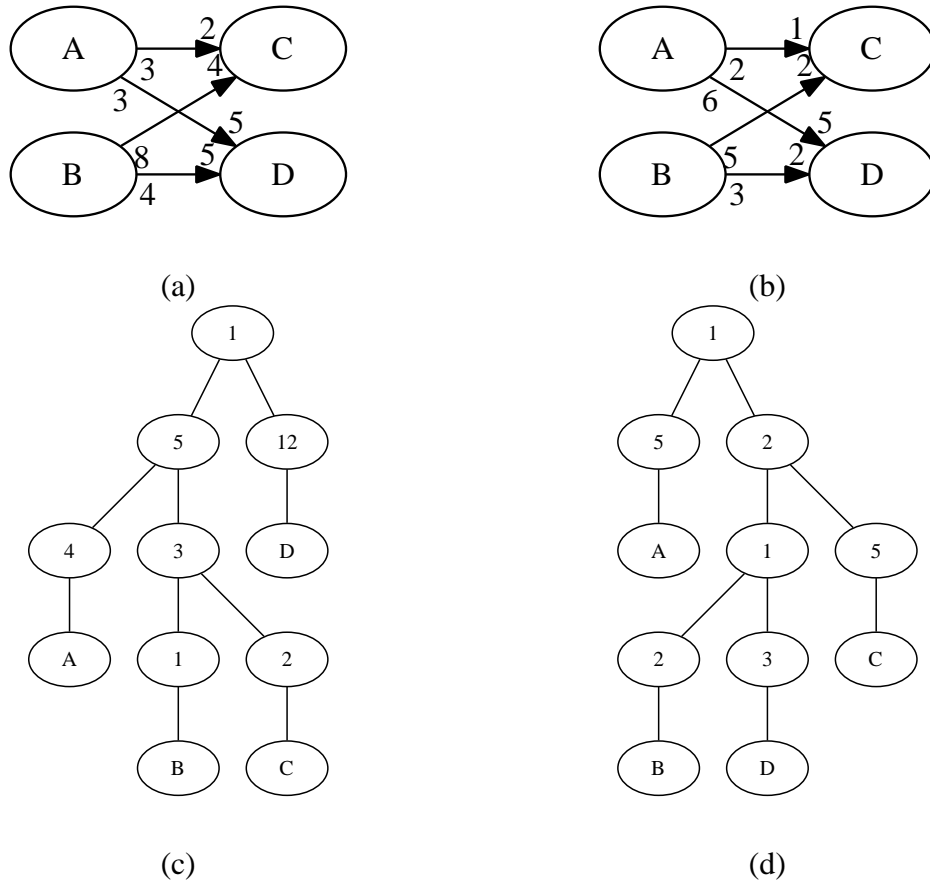 A 2 C A 1 C
3 4 2 2
3 5 6 5
B 8 5 D B 5 2 D
4 3
(a) (b)
1 1
5 12 5 2
4 3 D A 1 5
A 1 2 2 3 C
B C B D
(c) (d)